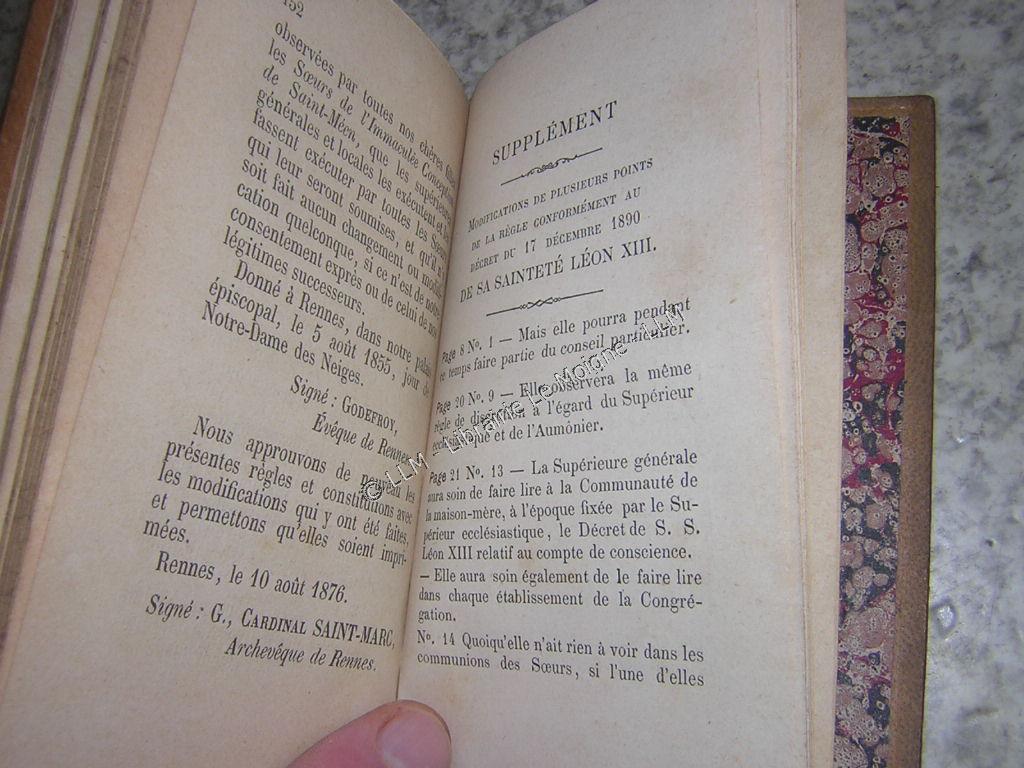 152
observées par toutes nos chères filles
les Sœurs de l'Immaculée Conception
de Saint-Méen, que les supérieures
générales et locales les exécutent et les
fassent exécuter par toutes les Sœurs
qui leur seront soumises, et qu'il n'y
soit fait aucun changement ou modifi-
cation quelconque, si ce n'est de notre
consentement exprès ou de celui de nos
légitimes successeurs.
Donné à Rennes, dans notre palais
épiscopal, le 5 août 1855, jour de
Notre-Dame des Neiges.
Signé : GODEFROY,
Évêque de Rennes.
Nous approuvons de nouveau les
présentes règles et constitutions avec
les modifications qui y ont été faites,
et permettons qu'elles soient impri-
mées.
Rennes, le 10 août 1876.
Signé : G., CARDINAL SAINT-MARC,
Archevêque de Rennes.
SUPPLÉMENT
MODIFICATIONS DE PLUSIEURS POINTS
DE LA RÈGLE CONFORMÉMENT AU
DÉCRET DU 17 DÉCEMBRE 1890
DE SA SAINTETÉ LÉON XIII.
Page 8 No. 1 — Mais elle pourra pendant
ce temps faire partie du conseil particulier.
Page 20 No. 9 — Elle observera la même
règle de discrétion à l'égard du Supérieur
ecclésiastique et de l'Aumônier.
Page 21 No. 13 — La Supérieure générale
aura soin de faire lire à la Communauté de
la maison-mère, à l'époque fixée par le Su-
périeur ecclésiastique, le Décret de S. S.
Léon XIII relatif au compte de conscience.
— Elle aura soin également de le faire lire
dans chaque établissement de la Congré-
gation.
No. 14 Quoiqu'elle n'ait rien à voir dans les
communions des Sœurs, si l'une d'elles
© LLM - Librairie Le Moigne - LLM